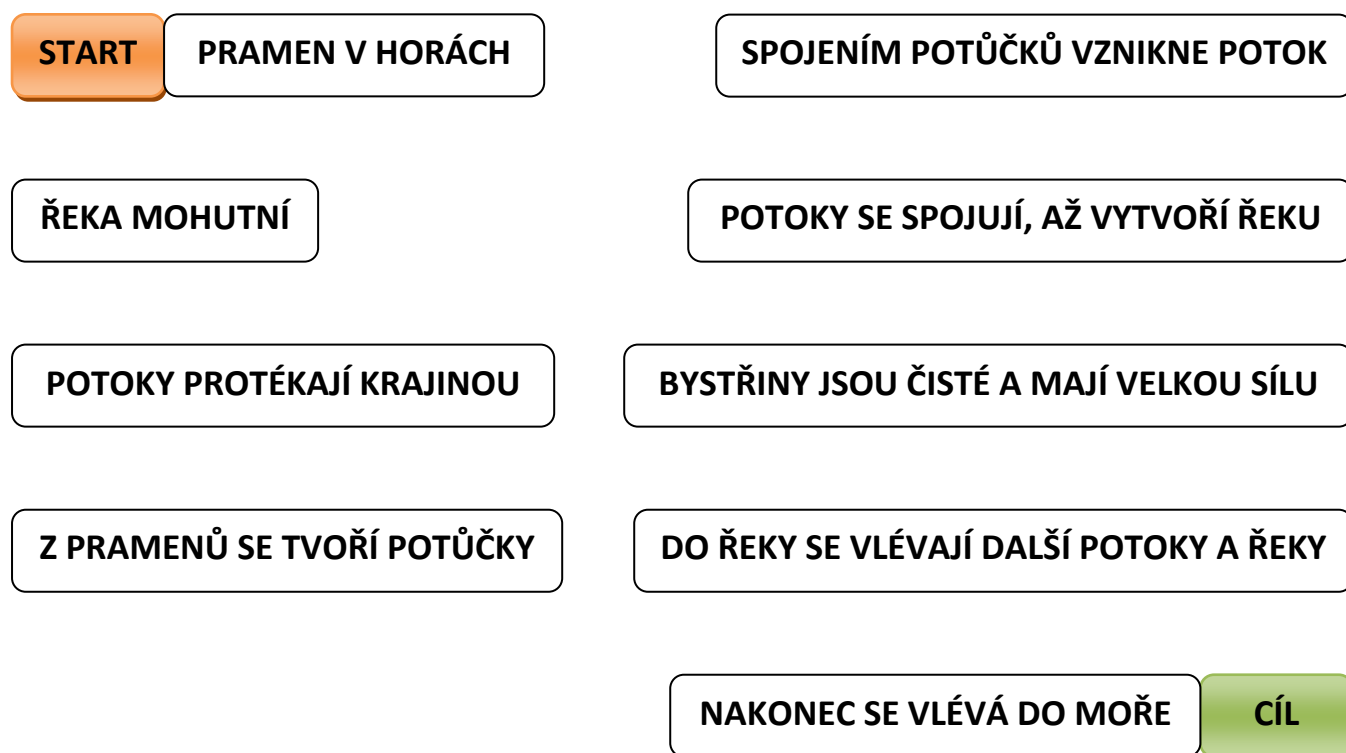 START PRAMEN V HORÁCH SPOJENÍM POTŮČKŮ VZNIKNE POTOK
ŘEKA MOHUTNÍ POTOKY SE SPOJUJÍ, AŽ VYTVOŘÍ ŘEKU
POTOKY PROTÉKAJÍ KRAJINOU BYSTŘINY JSOU ČISTÉ A MAJÍ VELKOU SÍLU
Z PRAMENŮ SE TVOŘÍ POTŮČKY DO ŘEKY SE VLÉVAJÍ DALŠÍ POTOKY A ŘEKY
NAKONEC SE VLÉVÁ DO MOŘE CÍL